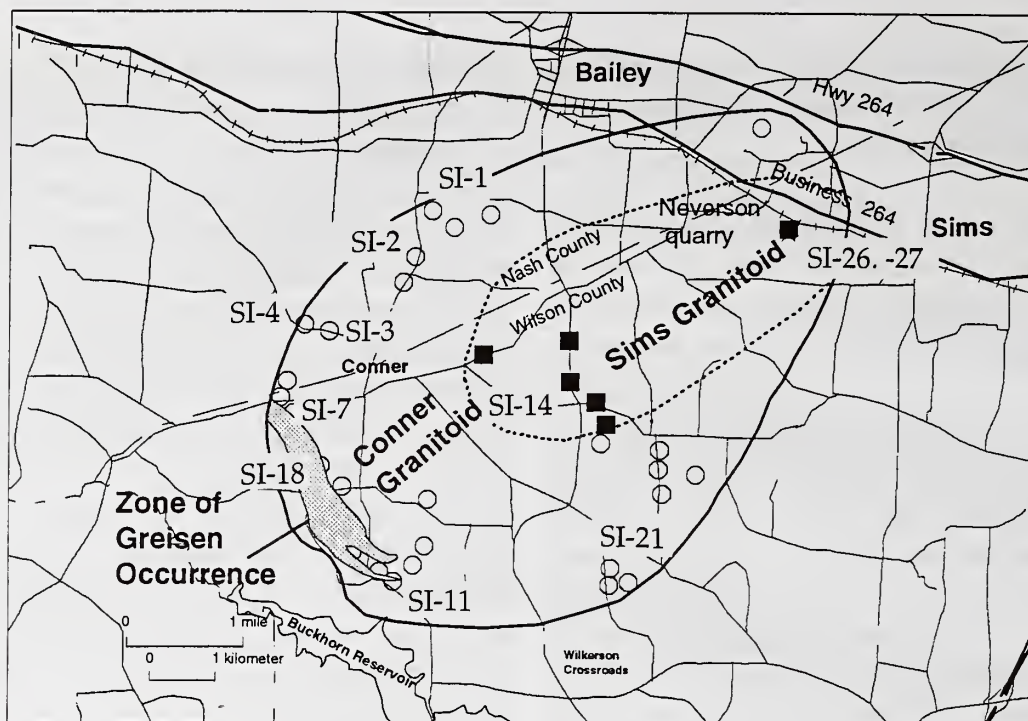 Bailey
Hwy 264
SI-1
Business 264
Neverson
quarry
Sims
SI-2
Nash County
SI-26. -27
Wilson County
Sims Granitoid
SI-4
SI-3
Conner
SI-7
SI-14
Conner
Granitoid
SI-18
Zone of
Greisen
Occurrence
SI-21
SI-11
0 1 mile
0 1 kilometer
Buckhorn Reservoir
Wilkerson
Crossroads